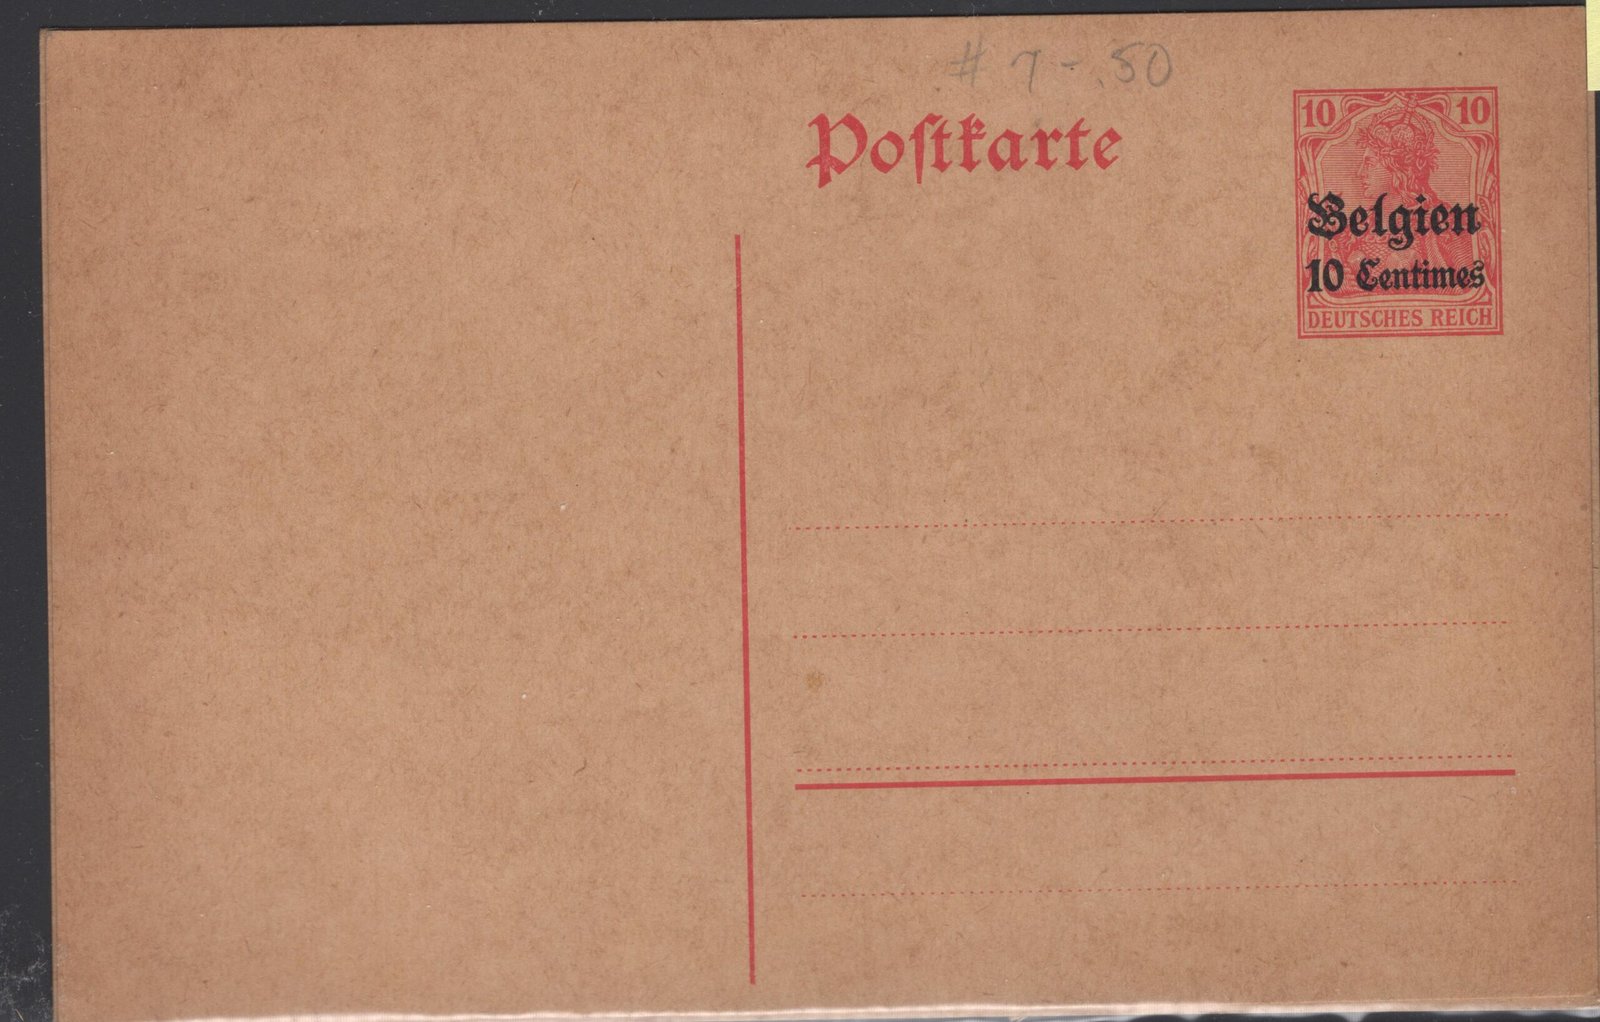 # 7 - .50
Poſtkarte
10 10
Belgien
10 Centimes
DEUTSCHES REICH